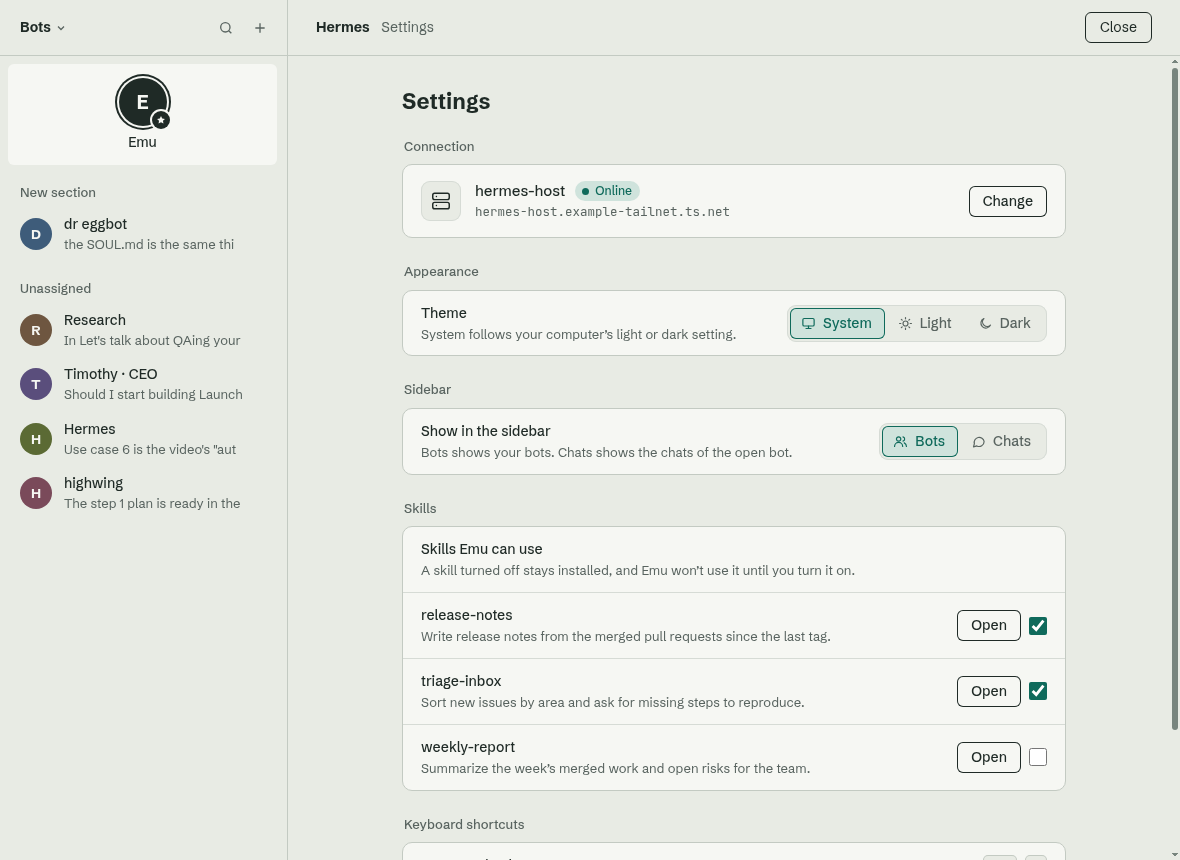 Bots
E
Emu
New section
D
dr eggbot
the SOUL.md is the same thi
Unassigned
R
Research
In Let's talk about QAing your
T
Timothy · CEO
Should I start building Launch
H
Hermes
Use case 6 is the video's "aut
H
highwing
The step 1 plan is ready in the
Hermes Settings
Close
Settings
Connection
hermes-host Online
hermes-host.example-tailnet.ts.net
Change
Appearance
Theme
System follows your computer’s light or dark setting.
System Light Dark
Sidebar
Show in the sidebar
Bots shows your bots. Chats shows the chats of the open bot.
Bots Chats
Skills
Skills Emu can use
A skill turned off stays installed, and Emu won’t use it until you turn it on.
release-notes
Write release notes from the merged pull requests since the last tag.
Open
triage-inbox
Sort new issues by area and ask for missing steps to reproduce.
Open
weekly-report
Summarize the week’s merged work and open risks for the team.
Open
Keyboard shortcuts